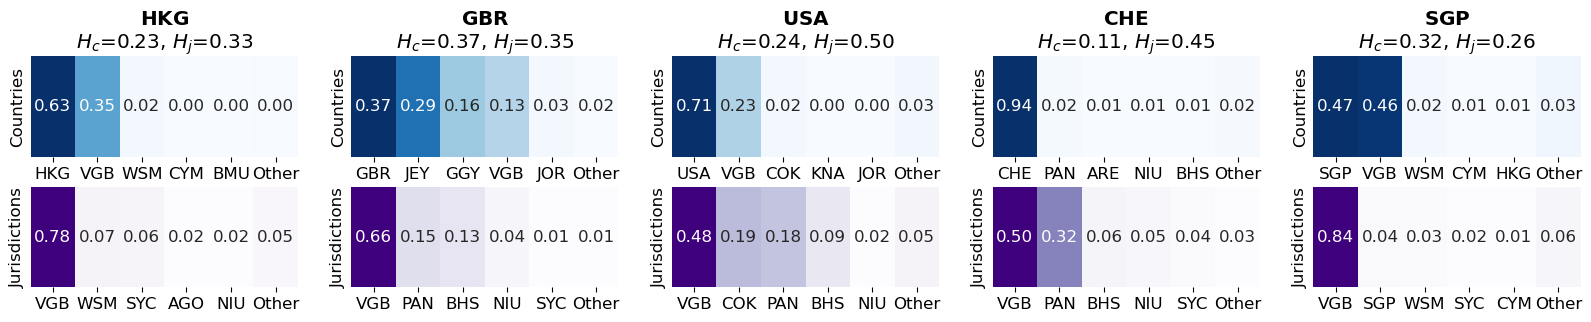 HKG
H_c=0.23, H_j=0.33
Countries
0.63 0.35 0.02 0.00 0.00 0.00
HKG VGB WSM CYM BMU Other
Jurisdictions
0.78 0.07 0.06 0.02 0.02 0.05
VGB WSM SYC AGO NIU Other
GBR
H_c=0.37, H_j=0.35
Countries
0.37 0.29 0.16 0.13 0.03 0.02
GBR JEY GGY VGB JOR Other
Jurisdictions
0.66 0.15 0.13 0.04 0.01 0.01
VGB PAN BHS NIU SYC Other
USA
H_c=0.24, H_j=0.50
Countries
0.71 0.23 0.02 0.00 0.00 0.03
USA VGB COK KNA JOR Other
Jurisdictions
0.48 0.19 0.18 0.09 0.02 0.05
VGB COK PAN BHS NIU Other
CHE
H_c=0.11, H_j=0.45
Countries
0.94 0.02 0.01 0.01 0.01 0.02
CHE PAN ARE NIU BHS Other
Jurisdictions
0.50 0.32 0.06 0.05 0.04 0.03
VGB PAN BHS NIU SYC Other
SGP
H_c=0.32, H_j=0.26
Countries
0.47 0.46 0.02 0.01 0.01 0.03
SGP VGB WSM CYM HKG Other
Jurisdictions
0.84 0.04 0.03 0.02 0.01 0.06
VGB SGP WSM SYC CYM Other